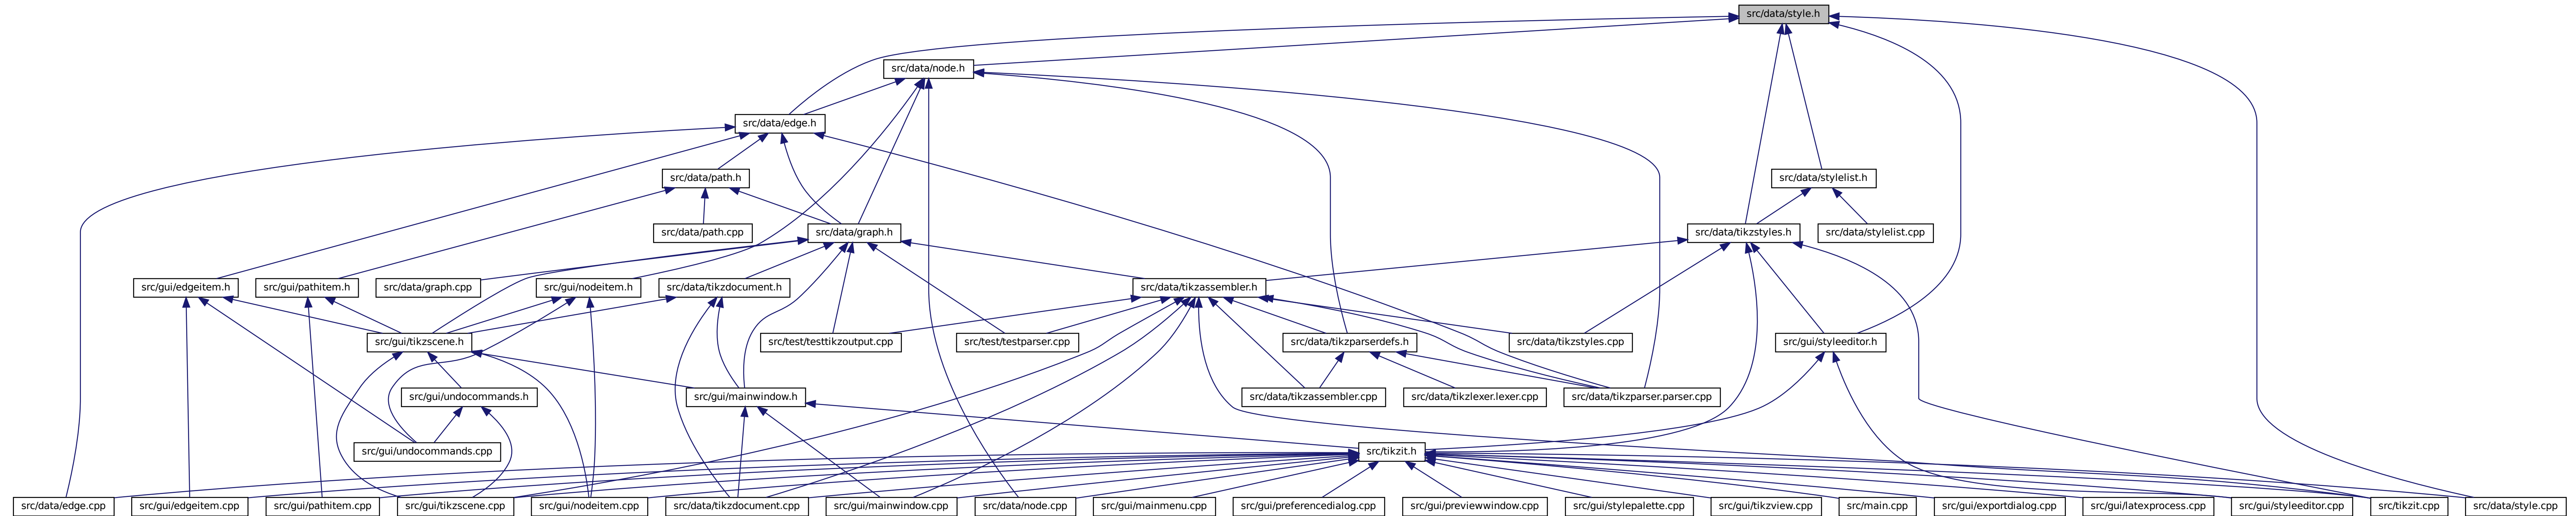 src/data/style.h
src/data/node.h
src/data/edge.h
src/data/path.h
src/data/stylelist.h
src/data/path.cpp
src/data/graph.h
src/data/tikzstyles.h
src/data/stylelist.cpp
src/gui/edgeitem.h
src/gui/pathitem.h
src/data/graph.cpp
src/gui/nodeitem.h
src/data/tikzdocument.h
src/data/tikzassembler.h
src/gui/tikzscene.h
src/test/testtikzoutput.cpp
src/test/testparser.cpp
src/data/tikzparserdefs.h
src/data/tikzstyles.cpp
src/gui/styleeditor.h
src/gui/undocommands.h
src/gui/mainwindow.h
src/data/tikzassembler.cpp
src/data/tikzlexer.lexer.cpp
src/data/tikzparser.parser.cpp
src/gui/undocommands.cpp
src/tikzit.h
src/data/edge.cpp
src/gui/edgeitem.cpp
src/gui/pathitem.cpp
src/gui/tikzscene.cpp
src/gui/nodeitem.cpp
src/data/tikzdocument.cpp
src/gui/mainwindow.cpp
src/data/node.cpp
src/gui/mainmenu.cpp
src/gui/preferencedialog.cpp
src/gui/previewwindow.cpp
src/gui/stylepalette.cpp
src/gui/tikzview.cpp
src/main.cpp
src/gui/exportdialog.cpp
src/gui/latexprocess.cpp
src/gui/styleeditor.cpp
src/tikzit.cpp
src/data/style.cpp